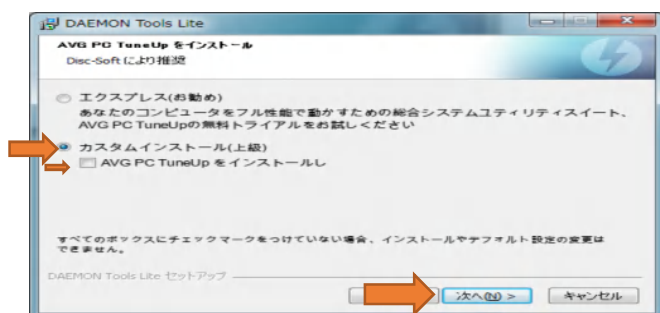 DAEMON Tools Lite
AVG PC TuneUp をインストール
Disc-Soft により推奨
エクスプレス(お勧め)
あなたのコンピュータをフル性能で動かすための総合システムユティリティスイート、
AVG PC TuneUpの無料トライアルをお試しください
カスタムインストール(上級)
AVG PC TuneUp をインストールし
すべてのボックスにチェックマークをつけていない場合、インストールやデフォルト設定の変更は
できません。
DAEMON Tools Lite セットアップ
次へ(N) >
キャンセル